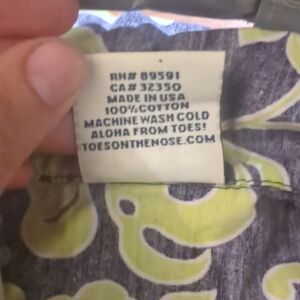 RN# 89591
CA# 32350
MADE IN USA
100% COTTON
MACHINE WASH COLD
ALOHA FROM TOES!
TOESONTHENOSE.COM